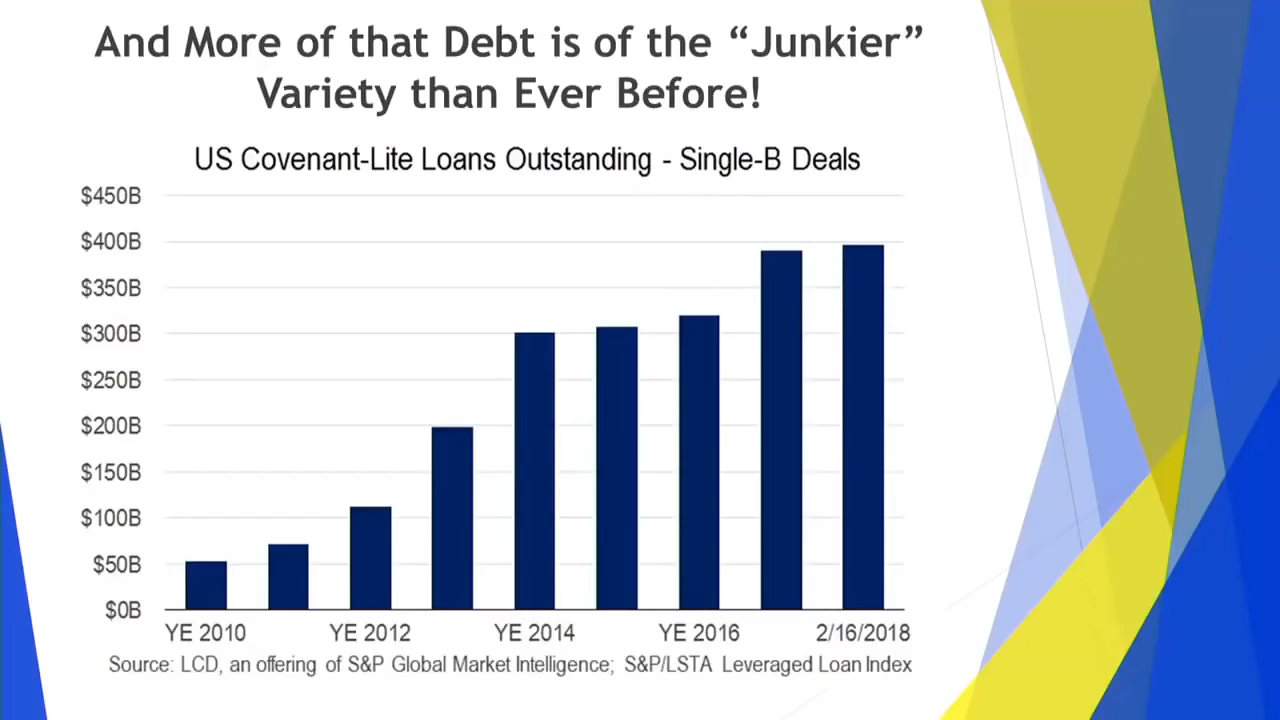 And More of that Debt is of the “Junkier”
Variety than Ever Before!
US Covenant-Lite Loans Outstanding - Single-B Deals
$450B
$400B
$350B
$300B
$250B
$200B
$150B
$100B
$50B
$0B
YE 2010 YE 2012 YE 2014 YE 2016 2/16/2018
Source: LCD, an offering of S&P Global Market Intelligence; S&P/LSTA Leveraged Loan Index